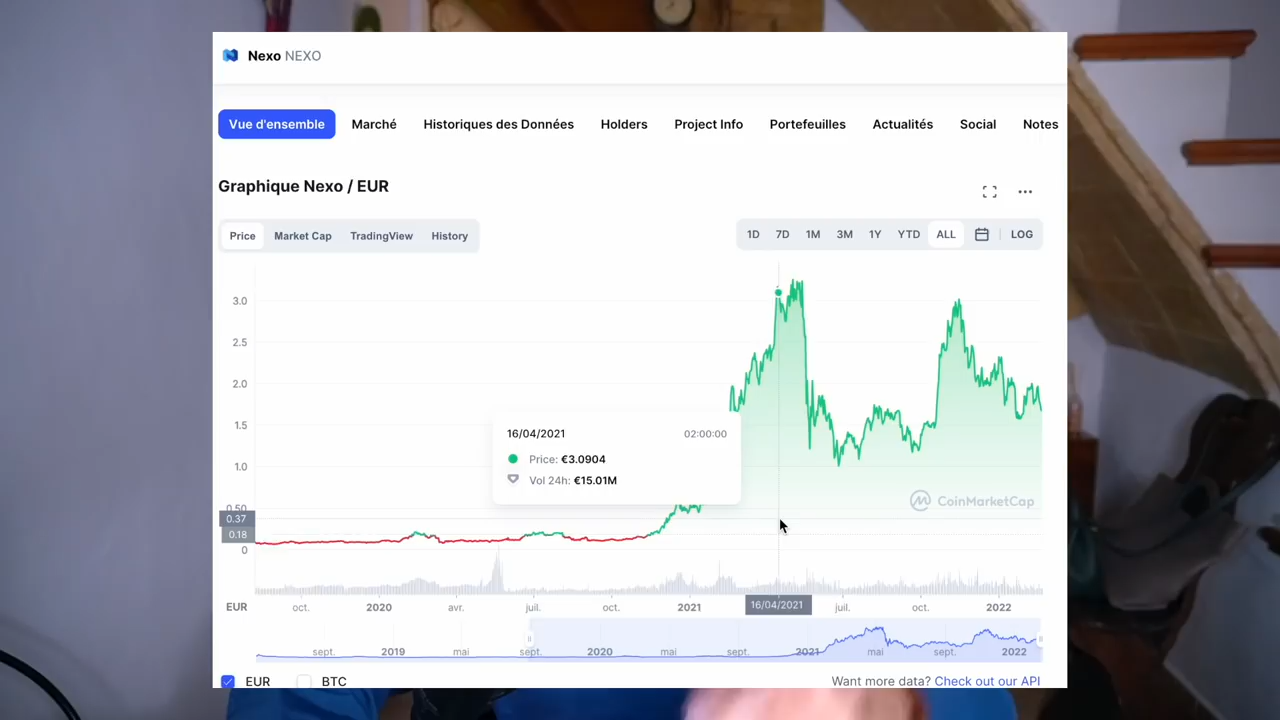 Nexo NEXO
Vue d'ensemble Marché Historiques des Données Holders Project Info Portefeuilles Actualités Social Notes
Graphique Nexo / EUR
Price Market Cap TradingView History
1D 7D 1M 3M 1Y YTD ALL LOG
3.0
2.5
2.0
1.5
1.0
0.50
0.37
0.18
0
16/04/2021 02:00:00
Price: €3.0904
Vol 24h: €15.01M
CoinMarketCap
EUR oct. 2020 avr. juil. oct. 2021 16/04/2021 juil. oct. 2022
sept. 2019 mai sept. 2020 mai sept. 2021 mai sept. 2022
EUR BTC
Want more data? Check out our API